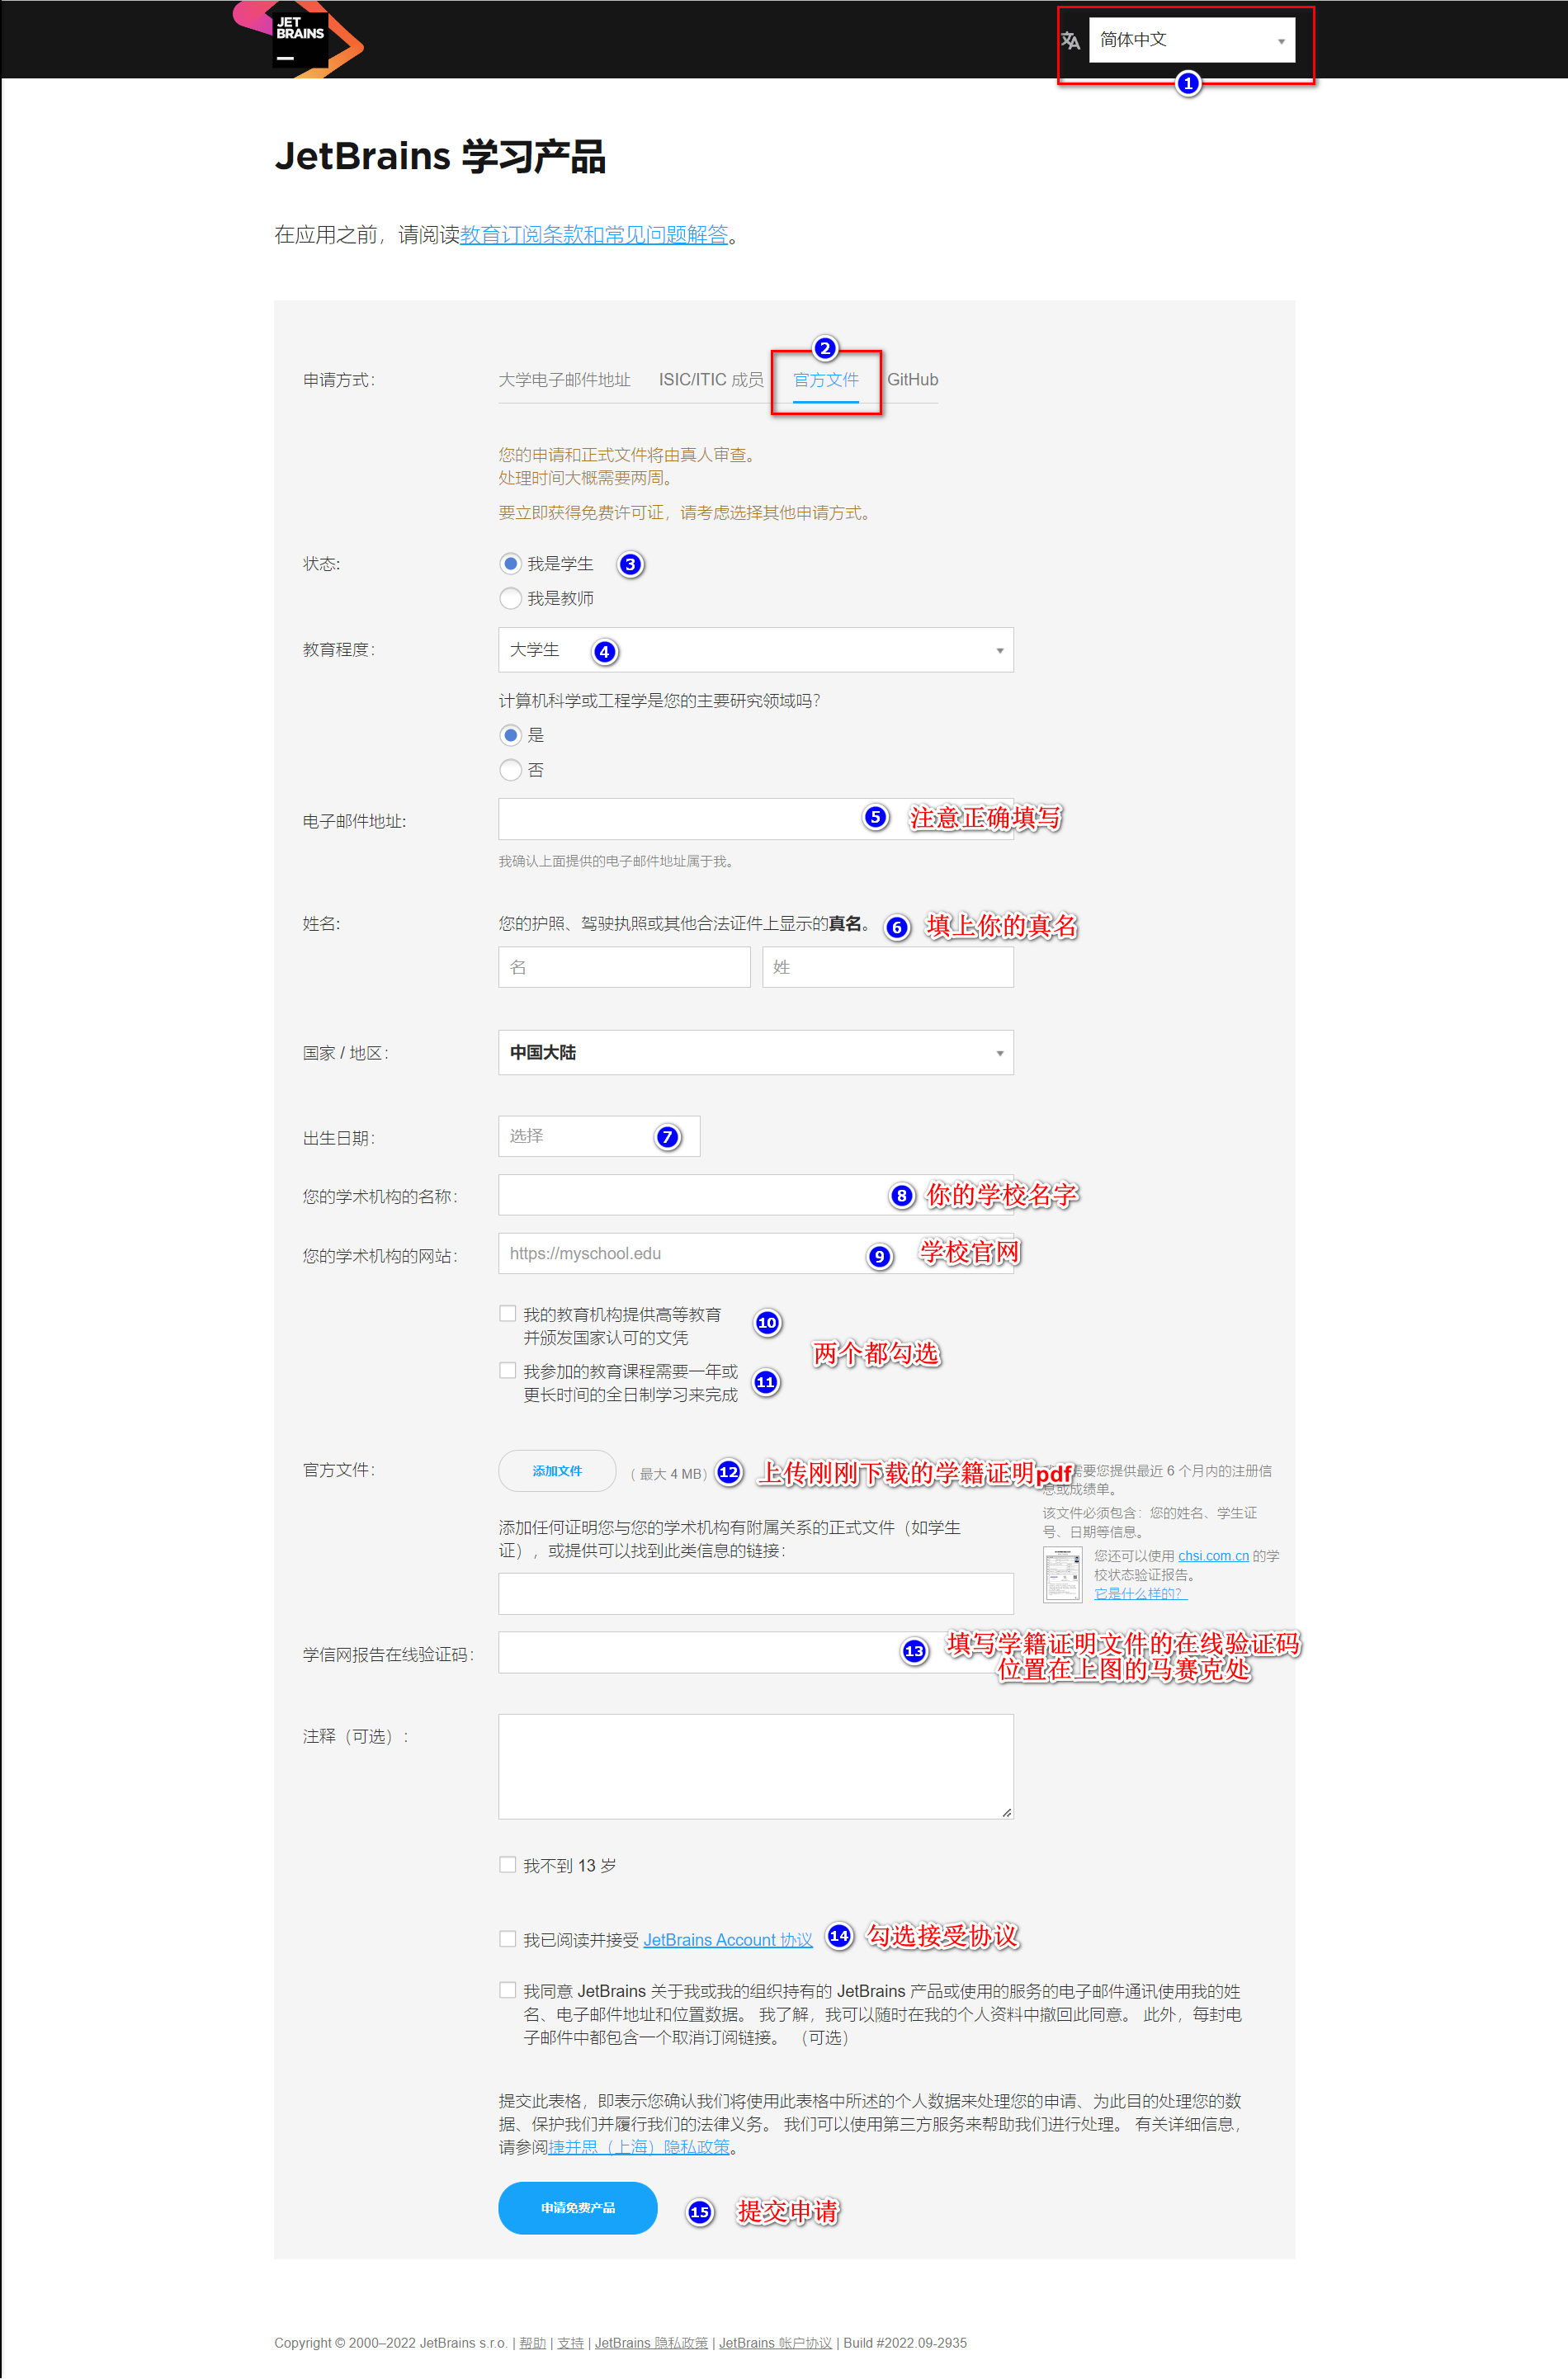 JET
BRAINS
简体中文
1
JetBrains 学习产品
在应用之前，请阅读教育订阅条款和常见问题解答。
2
申请方式：
大学电子邮件地址 ISIC/ITIC 成员 官方文件 GitHub
您的申请和正式文件将由真人审查。
处理时间大概需要两周。
要立即获得免费许可证，请考虑选择其他申请方式。
状态:
我是学生 3
我是教师
教育程度：
大学生 4
计算机科学或工程学是您的主要研究领域吗？
是
否
电子邮件地址:
5 注意正确填写
我确认上面提供的电子邮件地址属于我。
姓名:
您的护照、驾驶执照或其他合法证件上显示的真名。 6 填上你的真名
名 姓
国家 / 地区：
中国大陆
出生日期：
选择 7
您的学术机构的名称：
8 你的学校名字
您的学术机构的网站：
https://myschool.edu 9 学校官网
我的教育机构提供高等教育
并颁发国家认可的文凭
10
两个都勾选
我参加的教育课程需要一年或
更长时间的全日制学习来完成
11
官方文件：
添加文件 （ 最大 4 MB） 12 上传刚刚下载的学籍证明pdf
需要您提供最近 6 个月内的注册信
息或成绩单。
该文件必须包含：您的姓名、学生证
号、日期等信息。
您还可以使用 chsi.com.cn 的学
校状态验证报告。
它是什么样的？
添加任何证明您与您的学术机构有附属关系的正式文件（如学生
证），或提供可以找到此类信息的链接：
学信网报告在线验证码：
13 填写学籍证明文件的在线验证码
位置在上图的马赛克处
注释（可选）：
我不到 13 岁
我已阅读并接受 JetBrains Account 协议 14 勾选接受协议
我同意 JetBrains 关于我或我的组织持有的 JetBrains 产品或使用的服务的电子邮件通讯使用我的姓
名、电子邮件地址和位置数据。 我了解，我可以随时在我的个人资料中撤回此同意。 此外，每封电
子邮件中都包含一个取消订阅链接。 （可选）
提交此表格，即表示您确认我们将使用此表格中所述的个人数据来处理您的申请、为此目的处理您的数
据、保护我们并履行我们的法律义务。 我们可以使用第三方服务来帮助我们进行处理。 有关详细信息，
请参阅捷并思（上海）隐私政策。
申请免费产品 15 提交申请
Copyright © 2000–2022 JetBrains s.r.o. | 帮助 | 支持 | JetBrains 隐私政策 | JetBrains 帐户协议 | Build #2022.09-2935